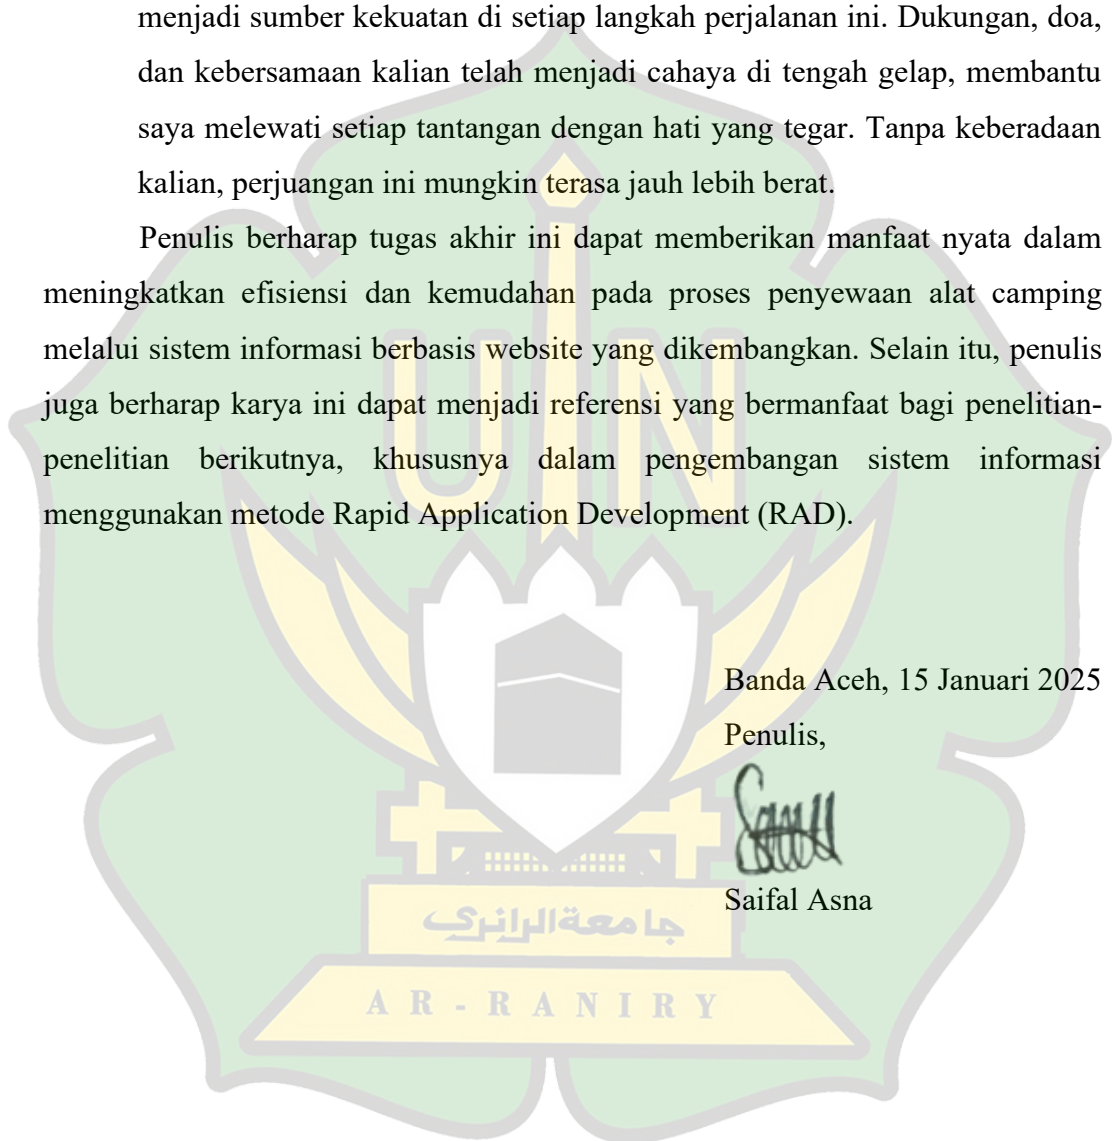 menjadi sumber kekuatan di setiap langkah perjalanan ini. Dukungan, doa,
dan kebersamaan kalian telah menjadi cahaya di tengah gelap, membantu
saya melewati setiap tantangan dengan hati yang tegar. Tanpa keberadaan
kalian, perjuangan ini mungkin terasa jauh lebih berat.
Penulis berharap tugas akhir ini dapat memberikan manfaat nyata dalam
meningkatkan efisiensi dan kemudahan pada proses penyewaan alat camping
melalui sistem informasi berbasis website yang dikembangkan. Selain itu, penulis
juga berharap karya ini dapat menjadi referensi yang bermanfaat bagi penelitian-
penelitian berikutnya, khususnya dalam pengembangan sistem informasi
menggunakan metode Rapid Application Development (RAD).
UIN
Banda Aceh, 15 Januari 2025
Penulis,
Saifal Asna
جامعة الرانري
AR-RANIRY